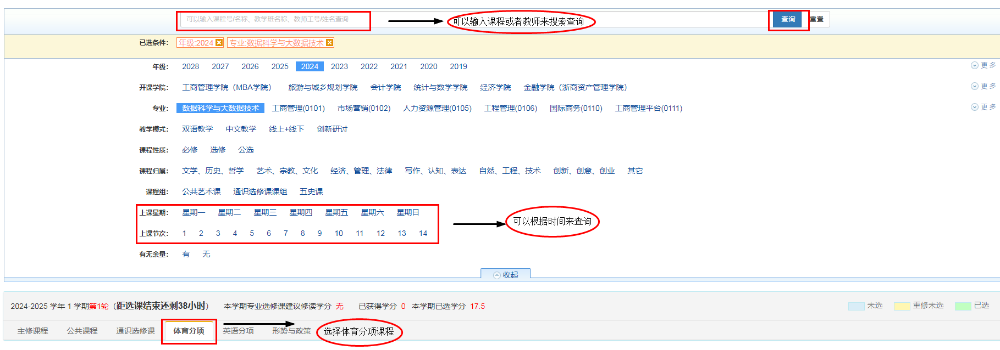 可以输入课程号/名称、教学班名称、教师工号/姓名查询 可以输入课程或者教师来搜索查询 查询 重置
已选条件： 年级:2024 专业:数据科学与大数据技术
年级： 2028 2027 2026 2025 2024 2023 2022 2021 2020 2019 更多
开课学院： 工商管理学院（MBA学院） 旅游与城乡规划学院 会计学院 统计与数学学院 经济学院 金融学院（浙商资产管理学院） 更多
专业： 数据科学与大数据技术 工商管理(0101) 市场营销(0102) 人力资源管理(0105) 工程管理(0106) 国际商务(0110) 工商管理平台(0111) 更多
教学模式： 双语教学 中文教学 线上+线下 创新研讨
课程性质： 必修 选修 公选
课程归属： 文学、历史、哲学 艺术、宗教、文化 经济、管理、法律 写作、认知、表达 自然、工程、技术 创新、创意、创业 其它
课程组： 公共艺术课 通识选修课课组 五史课
上课星期： 星期一 星期二 星期三 星期四 星期五 星期六 星期日
可以根据时间来查询
上课节次： 1 2 3 4 5 6 7 8 9 10 11 12 13 14
有无余量： 有 无
收起
2024-2025 学年 1 学期第1轮（距选课结束还剩38小时） 本学期专业选修课建议修读学分 无 已获得学分 0 本学期已选学分 17.5 未选 重修未选 已选
主修课程 公共课程 通识选修课 体育分项 英语分项 形势与政策 选择体育分项课程